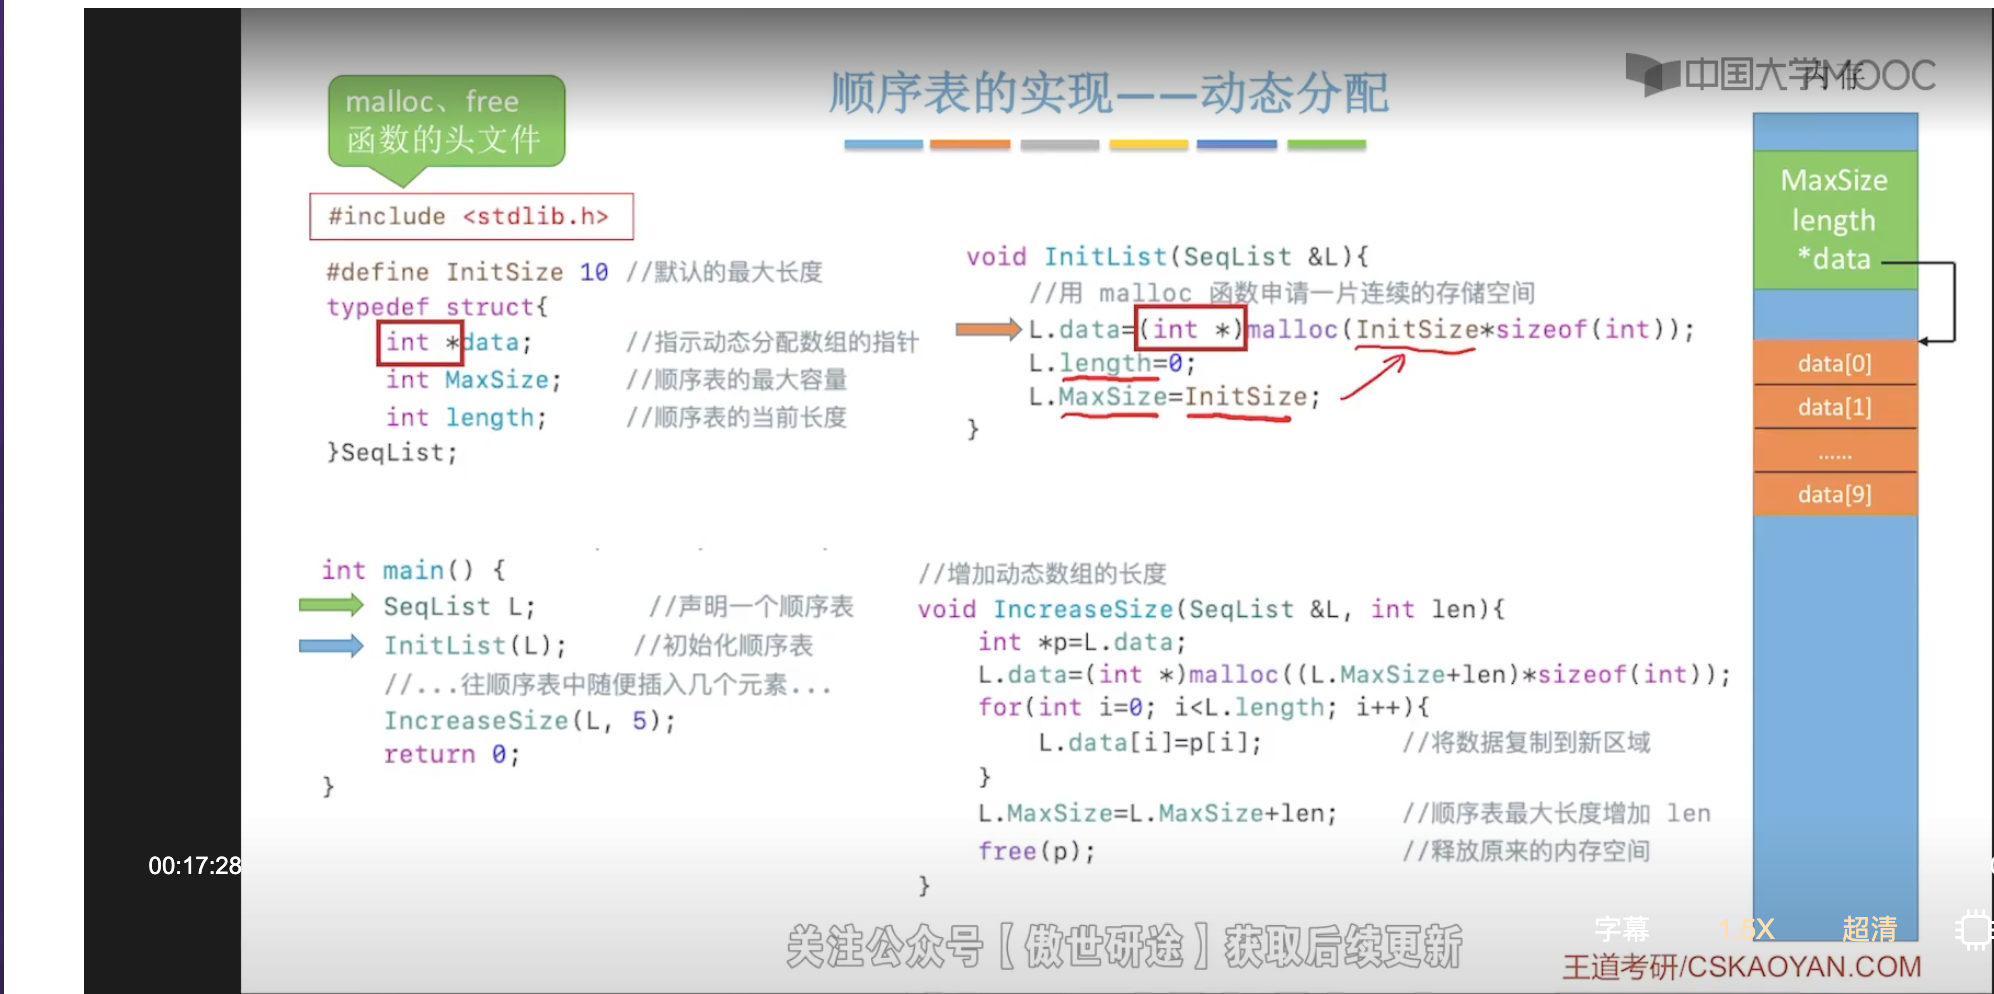 中国大学MOOC
内存
顺序表的实现——动态分配
malloc、free
函数的头文件
#include <stdlib.h>
#define InitSize 10 //默认的最大长度
typedef struct{
int *data; //指示动态分配数组的指针
int MaxSize; //顺序表的最大容量
int length; //顺序表的当前长度
}SeqList;
void InitList(SeqList &L){
//用 malloc 函数申请一片连续的存储空间
L.data=(int *)malloc(InitSize*sizeof(int));
L.length=0;
L.MaxSize=InitSize;
}
MaxSize
length
*data
data[0]
data[1]
......
data[9]
int main() {
SeqList L; //声明一个顺序表
InitList(L); //初始化顺序表
//...往顺序表中随便插入几个元素...
IncreaseSize(L, 5);
return 0;
}
//增加动态数组的长度
void IncreaseSize(SeqList &L, int len){
int *p=L.data;
L.data=(int *)malloc((L.MaxSize+len)*sizeof(int));
for(int i=0; i<L.length; i++){
L.data[i]=p[i]; //将数据复制到新区域
}
L.MaxSize=L.MaxSize+len; //顺序表最大长度增加 len
free(p); //释放原来的内存空间
}
00:17:28
关注公众号【傲世研途】获取后续更新
字幕
1.5X
超清
王道考研/CSKAOYAN.COM